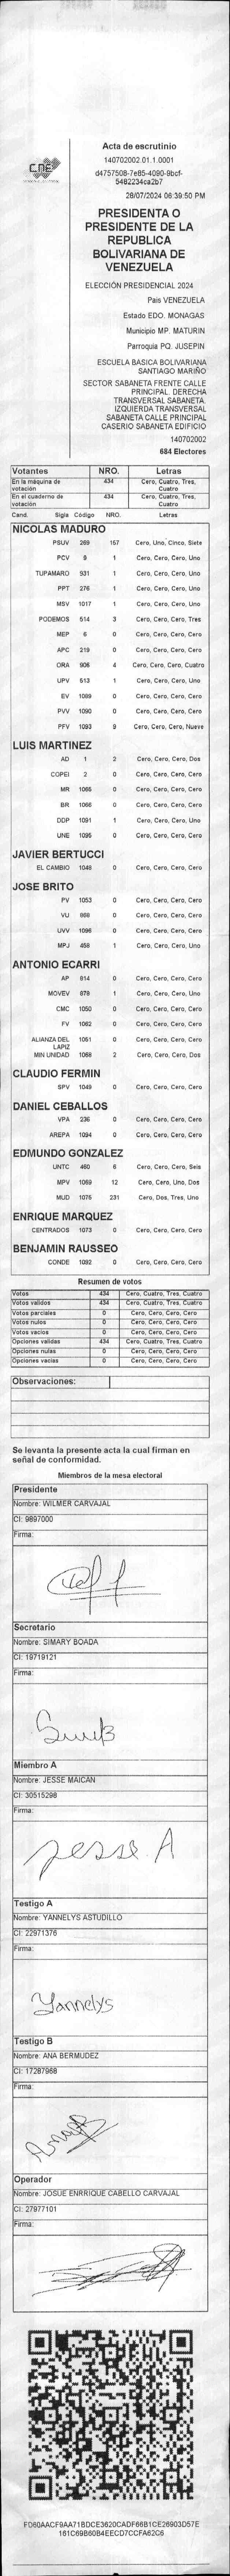 CNE
Acta de escrutinio
140702002.01.1.0001
d4757508-7e85-4090-9bcf-
5482234ca2b7
28/07/2024 06:39:50 PM
PRESIDENTA O
PRESIDENTE DE LA
REPUBLICA
BOLIVARIANA DE
VENEZUELA
ELECCIÓN PRESIDENCIAL 2024
Pais VENEZUELA
Estado EDO. MONAGAS
Municipio MP. MATURIN
Parroquia PQ. JUSEPIN
ESCUELA BASICA BOLIVARIANA
SANTIAGO MARIÑO
SECTOR SABANETA FRENTE CALLE
PRINCIPAL. DERECHA
TRANSVERSAL SABANETA.
IZQUIERDA TRANSVERSAL
SABANETA CALLE PRINCIPAL
CASERIO SABANETA EDIFICIO
140702002
684 Electores
Votantes NRO. Letras
En la máquina de votación 434 Cero, Cuatro, Tres, Cuatro
En el cuaderno de votación 434 Cero, Cuatro, Tres, Cuatro
Cand. Sigla Código NRO. Letras
NICOLAS MADURO
PSUV 269 157 Cero, Uno, Cinco, Siete
PCV 9 1 Cero, Cero, Cero, Uno
TUPAMARO 931 1 Cero, Cero, Cero, Uno
PPT 276 1 Cero, Cero, Cero, Uno
MSV 1017 1 Cero, Cero, Cero, Uno
PODEMOS 514 3 Cero, Cero, Cero, Tres
MEP 6 0 Cero, Cero, Cero, Cero
APC 219 0 Cero, Cero, Cero, Cero
ORA 906 4 Cero, Cero, Cero, Cuatro
UPV 513 1 Cero, Cero, Cero, Uno
EV 1089 0 Cero, Cero, Cero, Cero
PVV 1090 0 Cero, Cero, Cero, Cero
PFV 1093 9 Cero, Cero, Cero, Nueve
LUIS MARTINEZ
AD 1 2 Cero, Cero, Cero, Dos
COPEI 2 0 Cero, Cero, Cero, Cero
MR 1065 0 Cero, Cero, Cero, Cero
BR 1066 0 Cero, Cero, Cero, Cero
DDP 1091 1 Cero, Cero, Cero, Uno
UNE 1095 0 Cero, Cero, Cero, Cero
JAVIER BERTUCCI
EL CAMBIO 1048 0 Cero, Cero, Cero, Cero
JOSE BRITO
PV 1053 0 Cero, Cero, Cero, Cero
VU 868 0 Cero, Cero, Cero, Cero
UVV 1096 0 Cero, Cero, Cero, Cero
MPJ 458 1 Cero, Cero, Cero, Uno
ANTONIO ECARRI
AP 814 0 Cero, Cero, Cero, Cero
MOVEV 879 1 Cero, Cero, Cero, Uno
CMC 1050 0 Cero, Cero, Cero, Cero
FV 1062 0 Cero, Cero, Cero, Cero
ALIANZA DEL LAPIZ 1051 0 Cero, Cero, Cero, Cero
MIN UNIDAD 1068 2 Cero, Cero, Cero, Dos
CLAUDIO FERMIN
SPV 1049 0 Cero, Cero, Cero, Cero
DANIEL CEBALLOS
VPA 236 0 Cero, Cero, Cero, Cero
AREPA 1094 0 Cero, Cero, Cero, Cero
EDMUNDO GONZALEZ
UNTC 460 6 Cero, Cero, Cero, Seis
MPV 1069 12 Cero, Cero, Uno, Dos
MUD 1075 231 Cero, Dos, Tres, Uno
ENRIQUE MARQUEZ
CENTRADOS 1073 0 Cero, Cero, Cero, Cero
BENJAMIN RAUSSEO
CONDE 1092 0 Cero, Cero, Cero, Cero
Resumen de votos
Votos 434 Cero, Cuatro, Tres, Cuatro
Votos validos 434 Cero, Cuatro, Tres, Cuatro
Votos parciales 0 Cero, Cero, Cero, Cero
Votos nulos 0 Cero, Cero, Cero, Cero
Votos vacios 0 Cero, Cero, Cero, Cero
Opciones validas 434 Cero, Cuatro, Tres, Cuatro
Opciones nulas 0 Cero, Cero, Cero, Cero
Opciones vacias 0 Cero, Cero, Cero, Cero
Observaciones:
Se levanta la presente acta la cual firman en
señal de conformidad.
Miembros de la mesa electoral
Presidente
Nombre: WILMER CARVAJAL
CI: 9897000
Firma:
Secretario
Nombre: SIMARY BOADA
CI: 19719121
Firma:
Miembro A
Nombre: JESSE MAICAN
CI: 30515298
Firma:
Jesse A
Testigo A
Nombre: YANNELYS ASTUDILLO
CI: 22971376
Firma:
Yannelys
Testigo B
Nombre: ANA BERMUDEZ
CI: 17287968
Firma:
Operador
Nombre: JOSUE ENRRIQUE CABELLO CARVAJAL
CI: 27977101
Firma:
FD60AACF9AA71BDCE3620CADF66B1CE26903D57E
161C69B60B4EECD7CCFA62C6